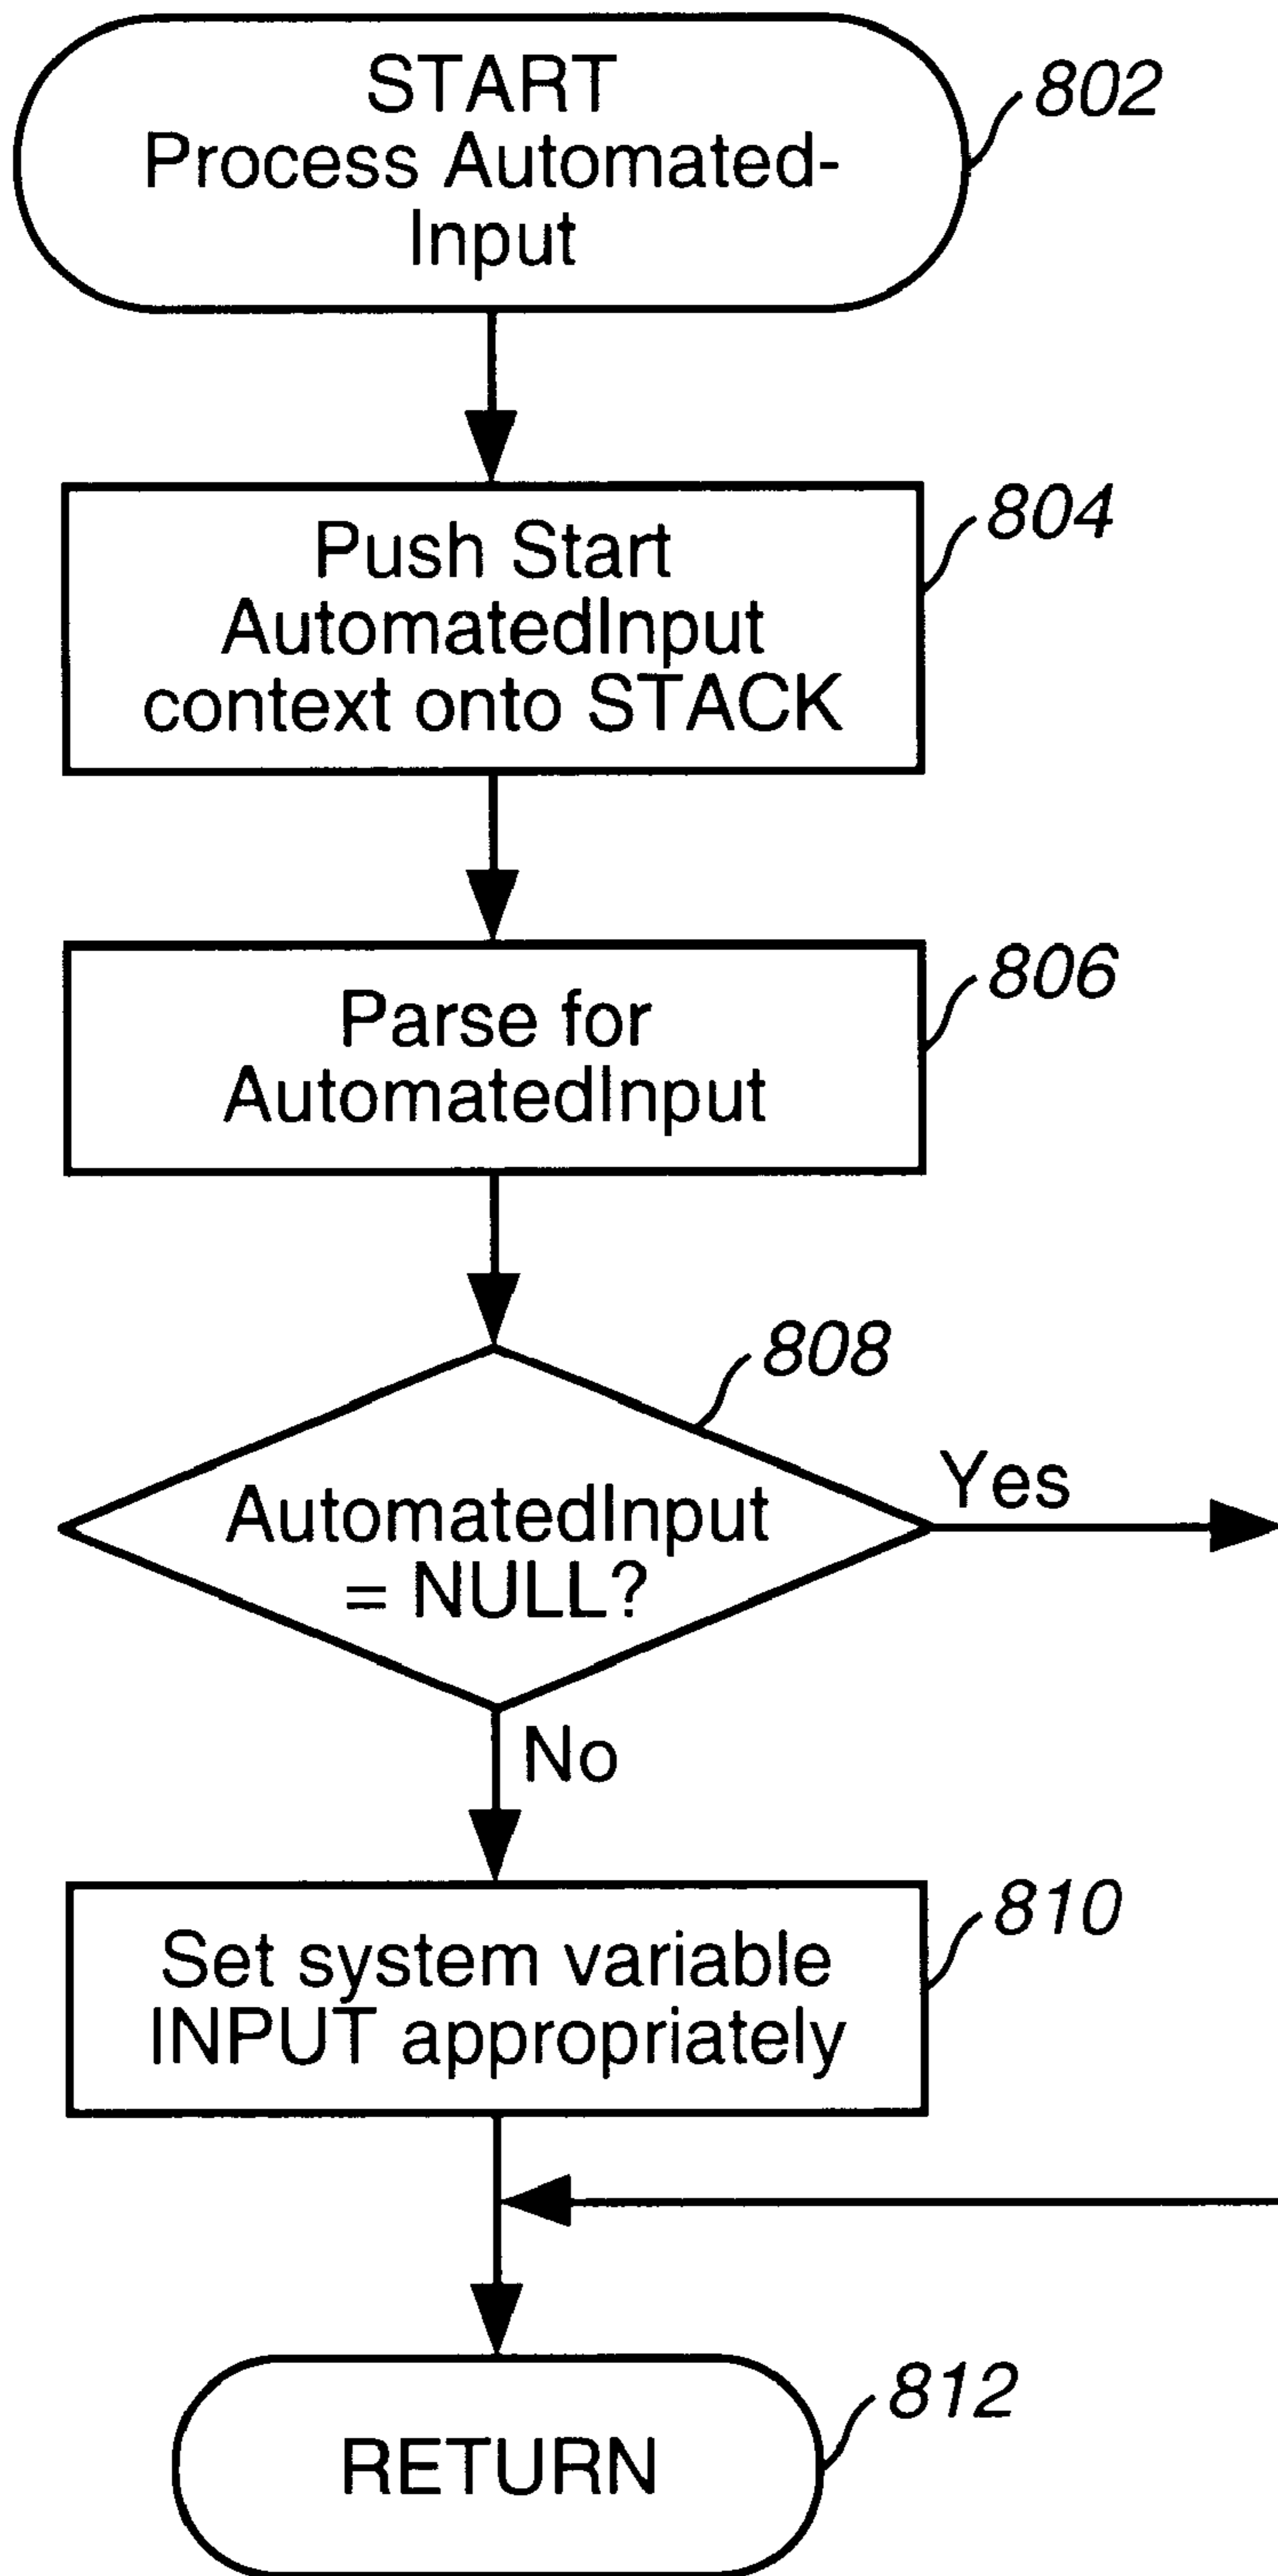 START
Process Automated-
Input
802
Push Start
AutomatedInput
context onto STACK
804
Parse for
AutomatedInput
806
808
AutomatedInput
= NULL?
Yes
No
Set system variable
INPUT appropriately
810
RETURN
812